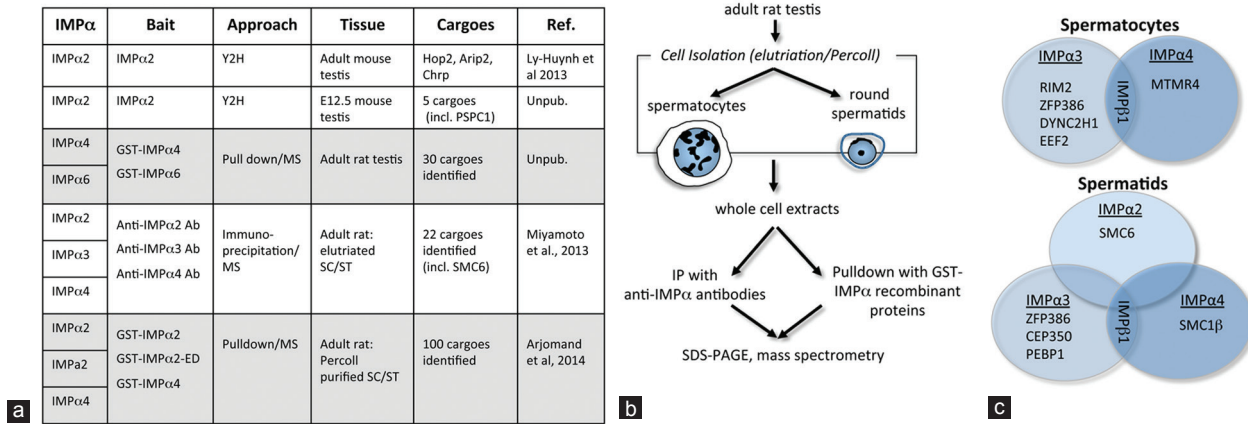 IMPα Bait Approach Tissue Cargoes Ref.
IMPα2 IMPα2 Y2H Adult mouse testis Hop2, Arip2, Chrp Ly-Huynh et al 2013
IMPα2 IMPα2 Y2H E12.5 mouse testis 5 cargoes (incl. PSPC1) Unpub.
IMPα4
IMPα6
GST-IMPα4
GST-IMPα6
Pull down/MS
Adult rat testis
30 cargoes
identified
Unpub.
IMPα2
IMPα3
IMPα4
Anti-IMPα2 Ab
Anti-IMPα3 Ab
Anti-IMPα4 Ab
Immuno-
precipitation/
MS
Adult rat:
elutriated
SC/ST
22 cargoes
identified
(incl. SMC6)
Miyamoto
et al., 2013
IMPα2
IMPa2
IMPα4
GST-IMPα2
GST-IMPα2-ED
GST-IMPα4
Pulldown/MS
Adult rat:
Percoll
purified SC/ST
100 cargoes
identified
Arjomand
et al, 2014
a
adult rat testis
Cell Isolation (elutriation/Percoll)
spermatocytes
round
spermatids
whole cell extracts
IP with
anti-IMPα antibodies
Pulldown with GST-
IMPα recombinant
proteins
SDS-PAGE, mass spectrometry
b
Spermatocytes
IMPα3
RIM2
ZFP386
DYNC2H1
EEF2
IMPβ1
IMPα4
MTMR4
Spermatids
IMPα2
SMC6
IMPα3
ZFP386
CEP350
PEBP1
IMPβ1
IMPα4
SMC1β
c